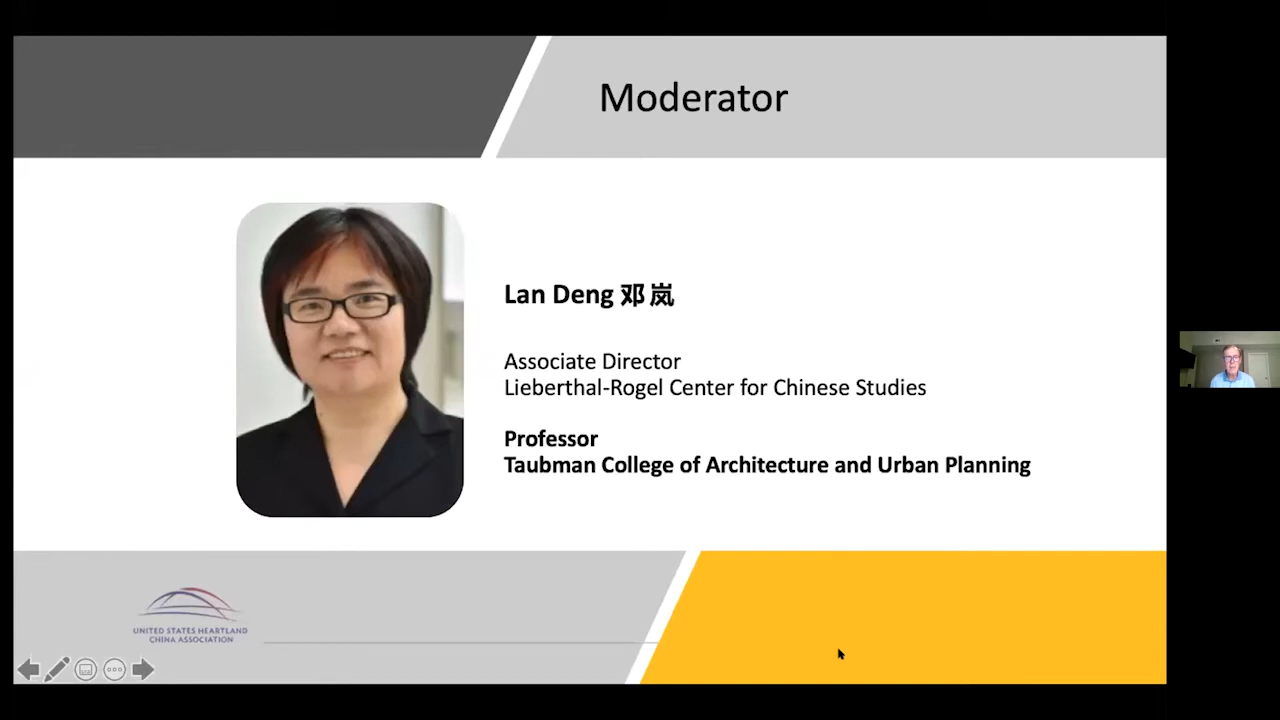 Moderator
Lan Deng 邓岚
Associate Director
Lieberthal-Rogel Center for Chinese Studies
Professor
Taubman College of Architecture and Urban Planning
UNITED STATES HEARTLAND
CHINA ASSOCIATION